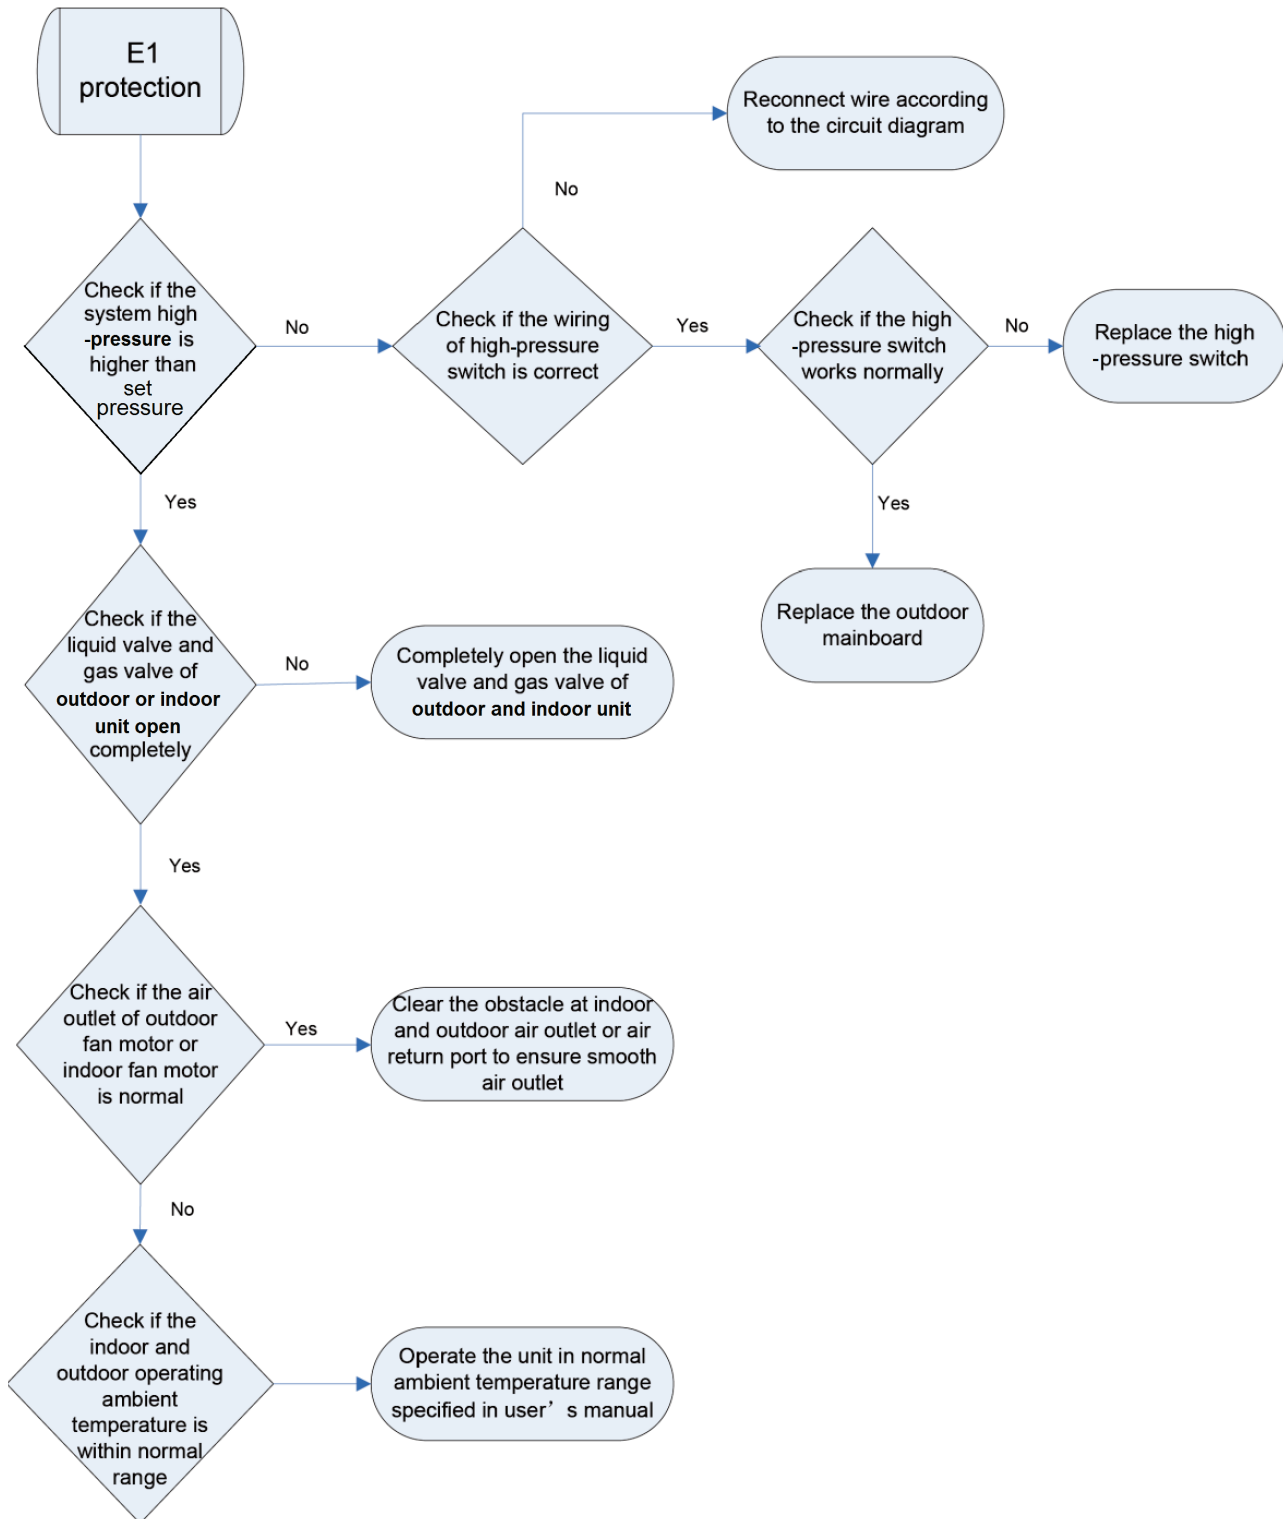 E1
protection
Reconnect wire according
to the circuit diagram
No
Check if the
system high
-pressure is
higher than
set
pressure
No
Check if the wiring
of high-pressure
switch is correct
Yes
Check if the high
-pressure switch
works normally
No
Replace the high
-pressure switch
Yes
Yes
Replace the outdoor
mainboard
Check if the
liquid valve and
gas valve of
outdoor or indoor
unit open
completely
No
Completely open the liquid
valve and gas valve of
outdoor and indoor unit
Yes
Check if the air
outlet of outdoor
fan motor or
indoor fan motor
is normal
Yes
Clear the obstacle at indoor
and outdoor air outlet or air
return port to ensure smooth
air outlet
No
Check if the
indoor and
outdoor operating
ambient
temperature is
within normal
range
Operate the unit in normal
ambient temperature range
specified in user’s manual